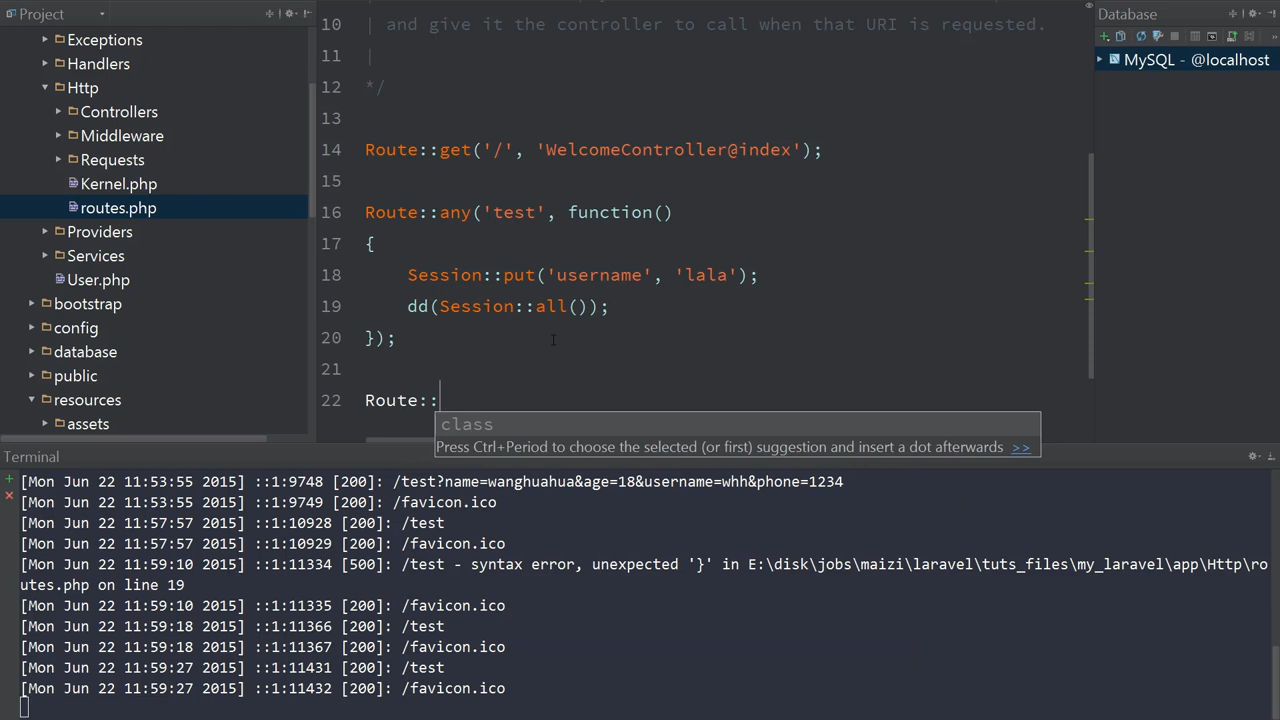 Project
Exceptions
Handlers
Http
Controllers
Middleware
Requests
Kernel.php
routes.php
Providers
Services
User.php
bootstrap
config
database
public
resources
assets
10 | and give it the controller to call when that URI is requested.
11 |
12 */
13
14 Route::get('/', 'WelcomeController@index');
15
16 Route::any('test', function()
17 {
18 Session::put('username', 'lala');
19 dd(Session::all());
20 });
21
22 Route::
class
Press Ctrl+Period to choose the selected (or first) suggestion and insert a dot afterwards >>
Database
MySQL - @localhost
Terminal
[Mon Jun 22 11:53:55 2015] ::1:9748 [200]: /test?name=wanghuahua&age=18&username=whh&phone=1234
[Mon Jun 22 11:53:55 2015] ::1:9749 [200]: /favicon.ico
[Mon Jun 22 11:57:57 2015] ::1:10928 [200]: /test
[Mon Jun 22 11:57:57 2015] ::1:10929 [200]: /favicon.ico
[Mon Jun 22 11:59:10 2015] ::1:11334 [500]: /test - syntax error, unexpected '}' in E:\disk\jobs\maizi\laravel\tuts_files\my_laravel\app\Http\ro
utes.php on line 19
[Mon Jun 22 11:59:10 2015] ::1:11335 [200]: /favicon.ico
[Mon Jun 22 11:59:18 2015] ::1:11366 [200]: /test
[Mon Jun 22 11:59:18 2015] ::1:11367 [200]: /favicon.ico
[Mon Jun 22 11:59:27 2015] ::1:11431 [200]: /test
[Mon Jun 22 11:59:27 2015] ::1:11432 [200]: /favicon.ico